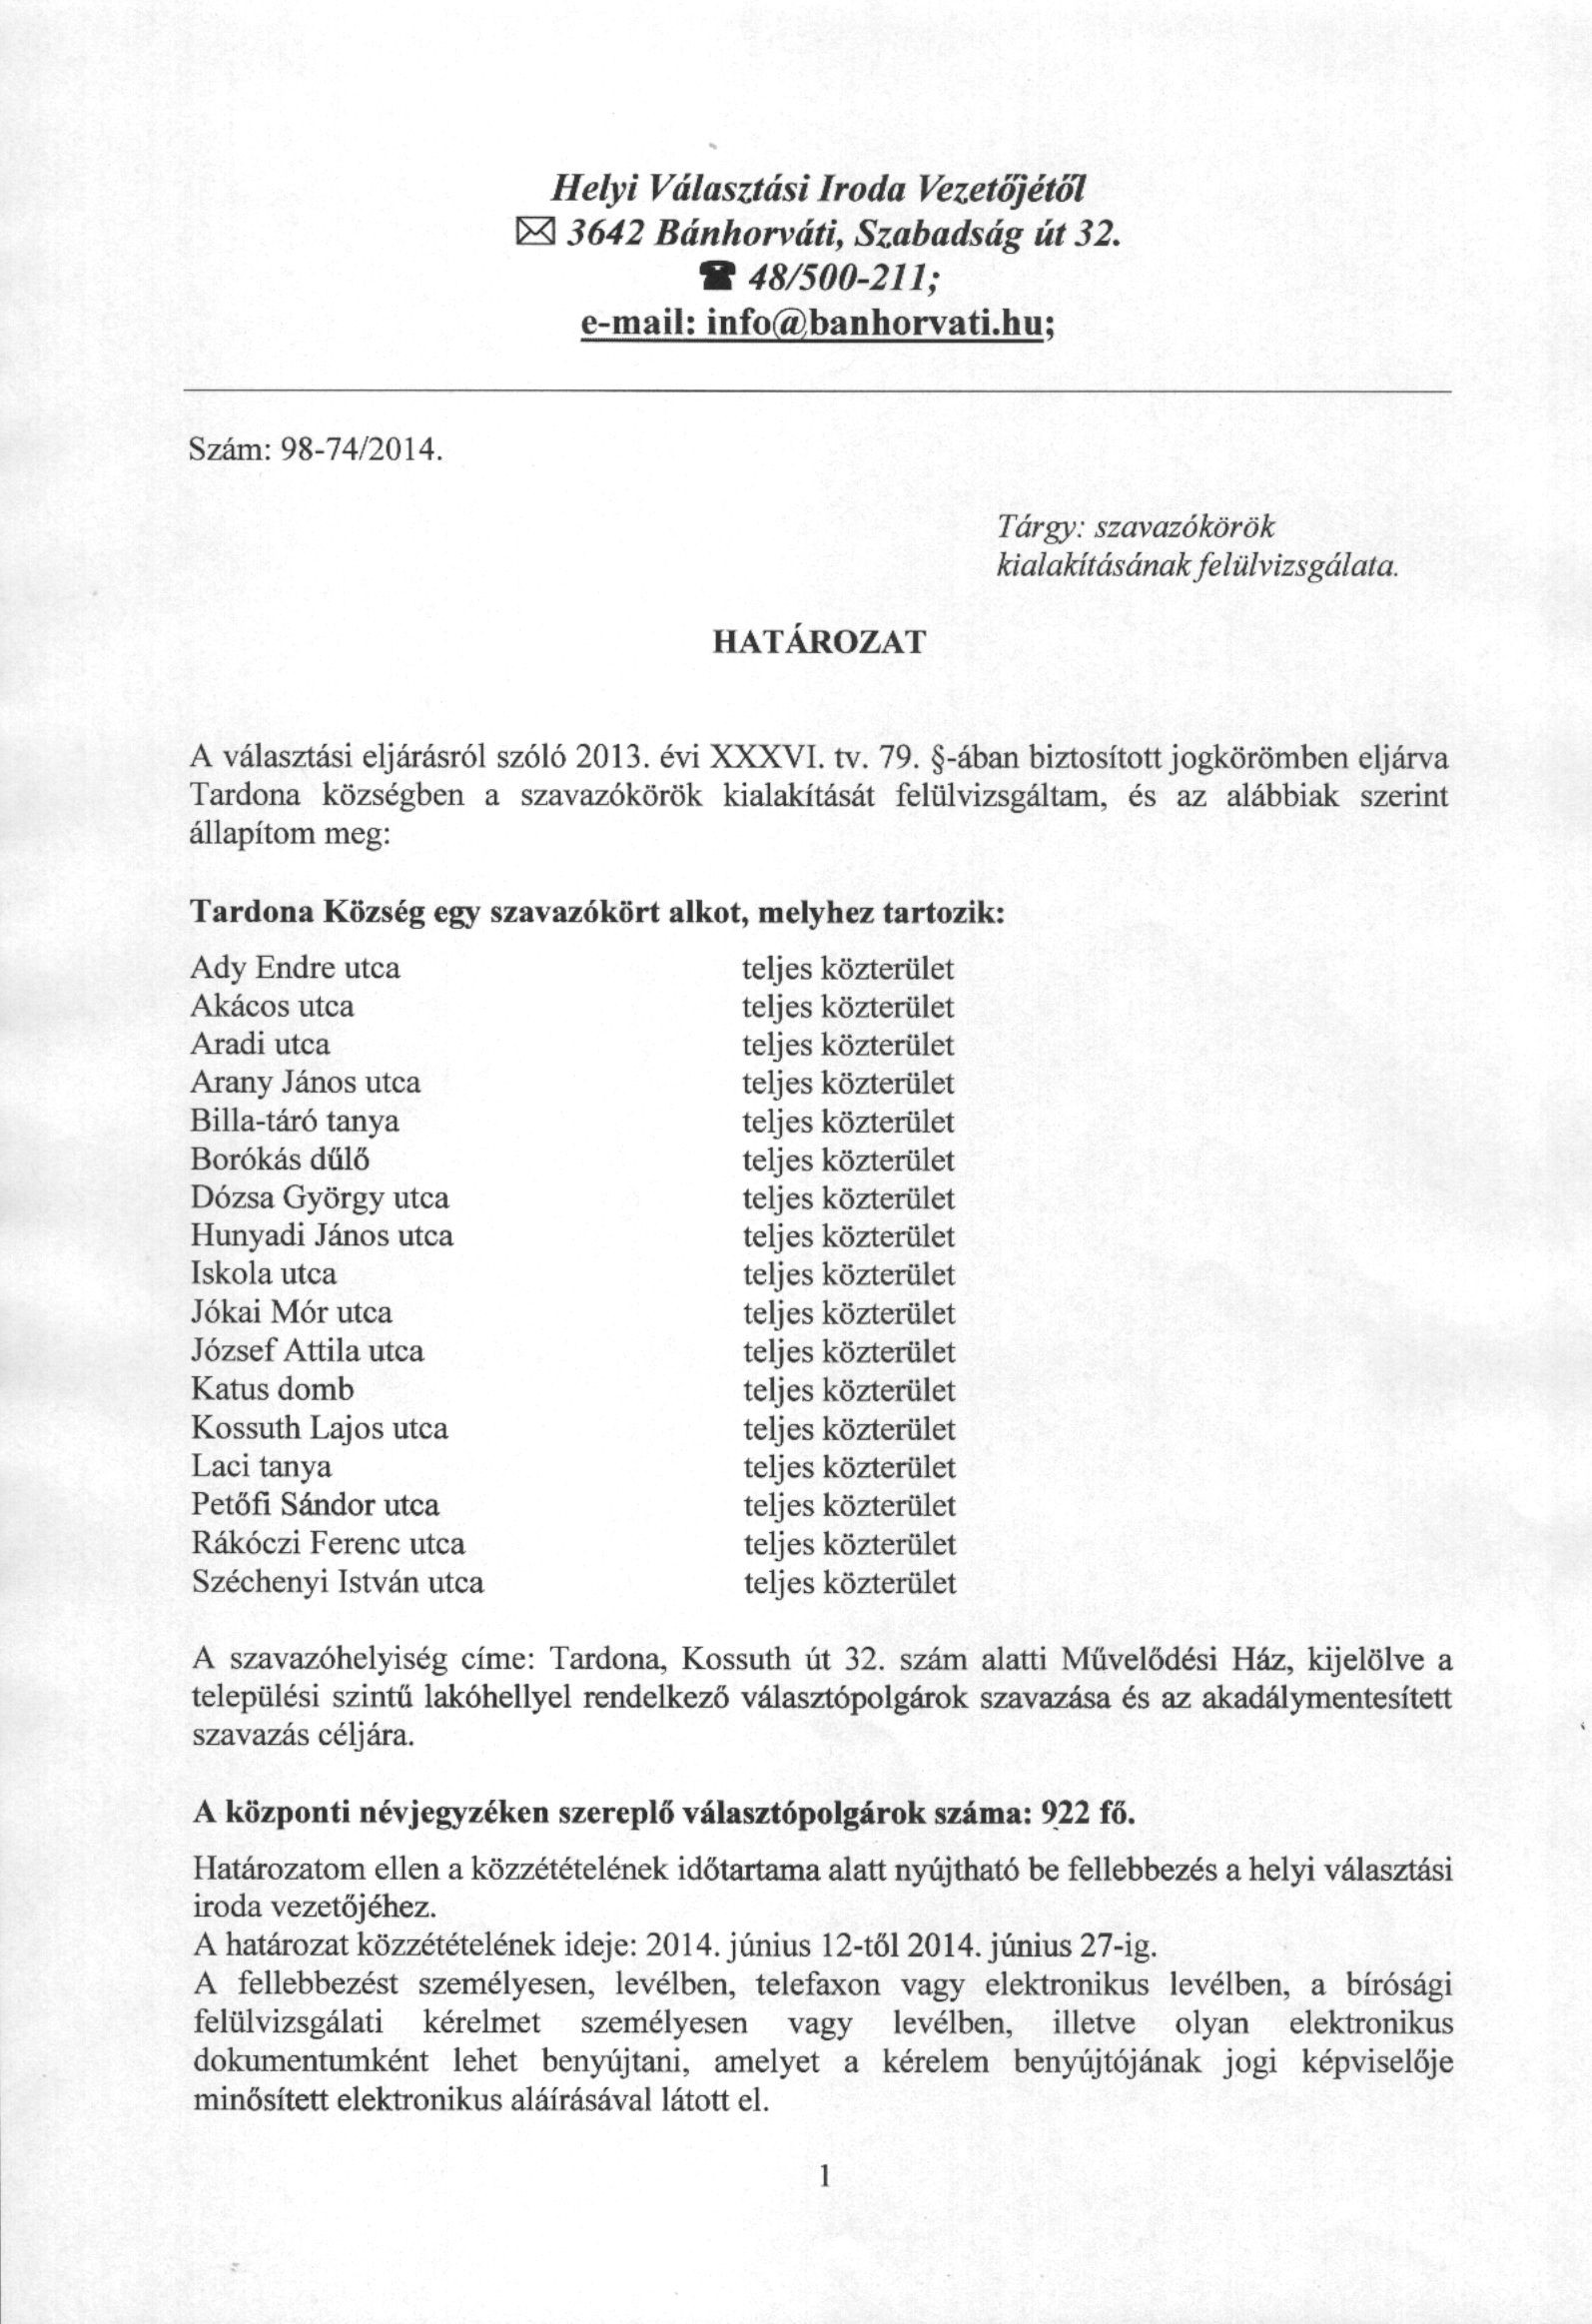 Helyi Választási Iroda Vezetőjétől
✉ 3642 Bánhorváti, Szabadság út 32.
☎ 48/500-211;
e-mail: info@banhorvati.hu;
Szám: 98-74/2014.
Tárgy: szavazókörök
kialakításának felülvizsgálata.
HATÁROZAT
A választási eljárásról szóló 2013. évi XXXVI. tv. 79. §-ában biztosított jogkörömben eljárva
Tardona községben a szavazókörök kialakítását felülvizsgáltam, és az alábbiak szerint
állapítom meg:
Tardona Község egy szavazókört alkot, melyhez tartozik:
Ady Endre utca teljes közterület
Akácos utca teljes közterület
Aradi utca teljes közterület
Arany János utca teljes közterület
Billa-táró tanya teljes közterület
Borókás dűlő teljes közterület
Dózsa György utca teljes közterület
Hunyadi János utca teljes közterület
Iskola utca teljes közterület
Jókai Mór utca teljes közterület
József Attila utca teljes közterület
Katus domb teljes közterület
Kossuth Lajos utca teljes közterület
Laci tanya teljes közterület
Petőfi Sándor utca teljes közterület
Rákóczi Ferenc utca teljes közterület
Széchenyi István utca teljes közterület
A szavazóhelyiség címe: Tardona, Kossuth út 32. szám alatti Művelődési Ház, kijelölve a
települési szintű lakóhellyel rendelkező választópolgárok szavazása és az akadálymentesített
szavazás céljára.
A központi névjegyzéken szereplő választópolgárok száma: 922 fő.
Határozatom ellen a közzétételének időtartama alatt nyújtható be fellebbezés a helyi választási
iroda vezetőjéhez.
A határozat közzétételének ideje: 2014. június 12-től 2014. június 27-ig.
A fellebbezést személyesen, levélben, telefaxon vagy elektronikus levélben, a bírósági
felülvizsgálati kérelmet személyesen vagy levélben, illetve olyan elektronikus
dokumentumként lehet benyújtani, amelyet a kérelem benyújtójának jogi képviselője
minősített elektronikus aláírásával látott el.
1